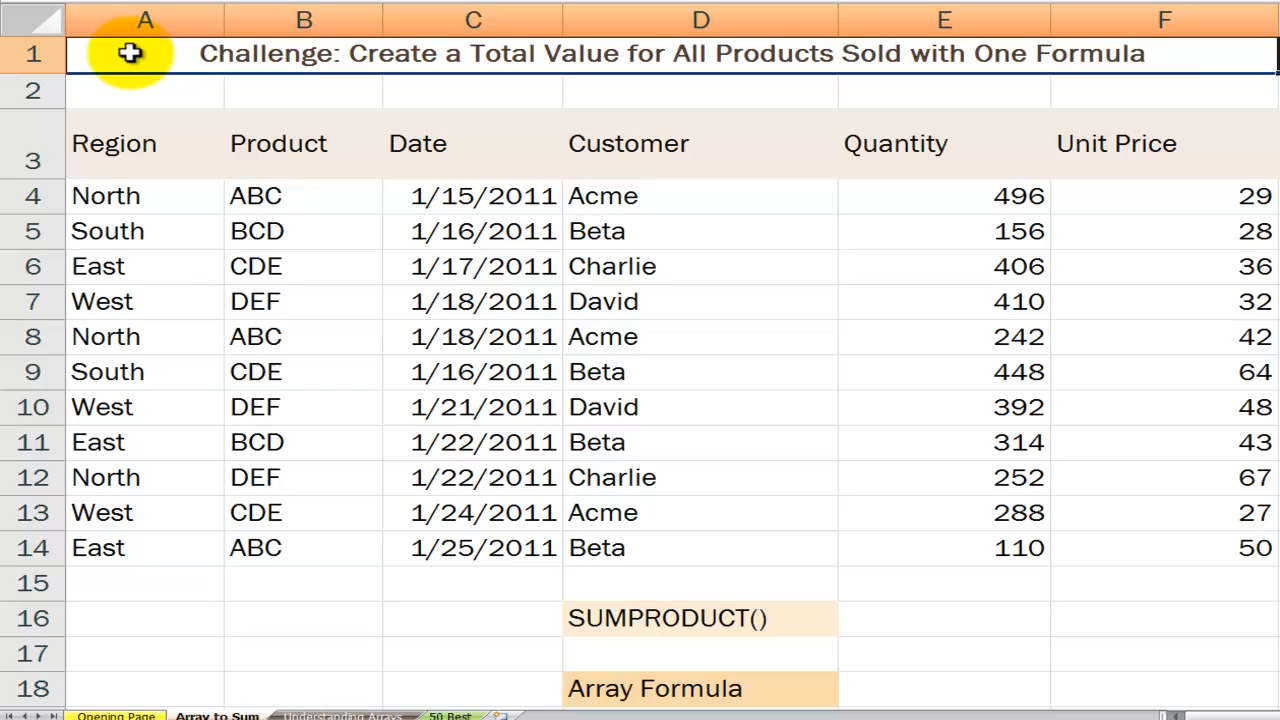 A B C D E F
1 Challenge: Create a Total Value for All Products Sold with One Formula
2
3 Region Product Date Customer Quantity Unit Price
4 North ABC 1/15/2011 Acme 496 29
5 South BCD 1/16/2011 Beta 156 28
6 East CDE 1/17/2011 Charlie 406 36
7 West DEF 1/18/2011 David 410 32
8 North ABC 1/18/2011 Acme 242 42
9 South CDE 1/16/2011 Beta 448 64
10 West DEF 1/21/2011 David 392 48
11 East BCD 1/22/2011 Beta 314 43
12 North DEF 1/22/2011 Charlie 252 67
13 West CDE 1/24/2011 Acme 288 27
14 East ABC 1/25/2011 Beta 110 50
15
16 SUMPRODUCT()
17
18 Array Formula
Opening Page Array to Sum Understanding Arrays 50 Best